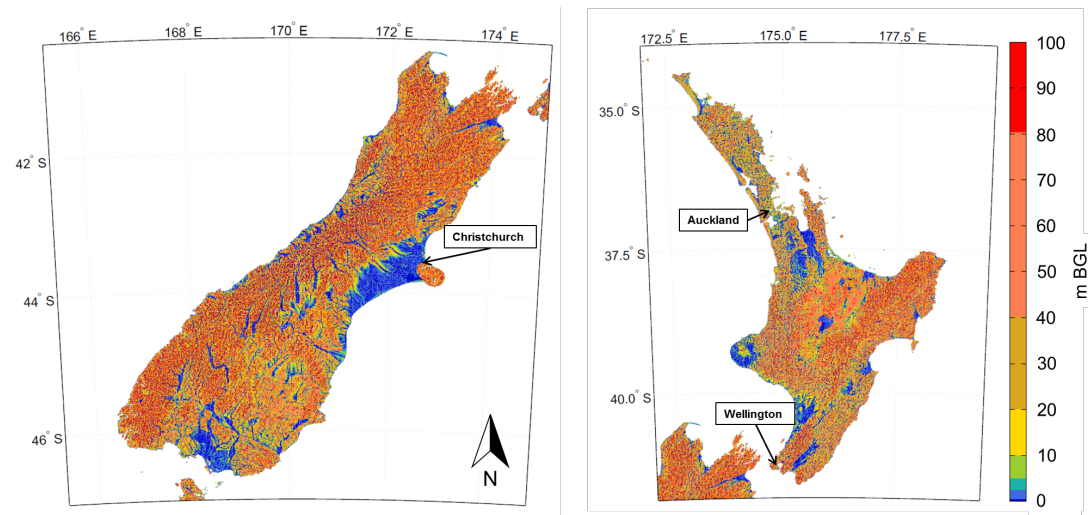 166° E
168° E
170° E
172° E
174° E
42° S
44° S
46° S
Christchurch
N
172.5° E
175.0° E
177.5° E
35.0° S
37.5° S
40.0° S
Auckland
Wellington
100
90
80
70
60
50
40
30
20
10
0
m BGL